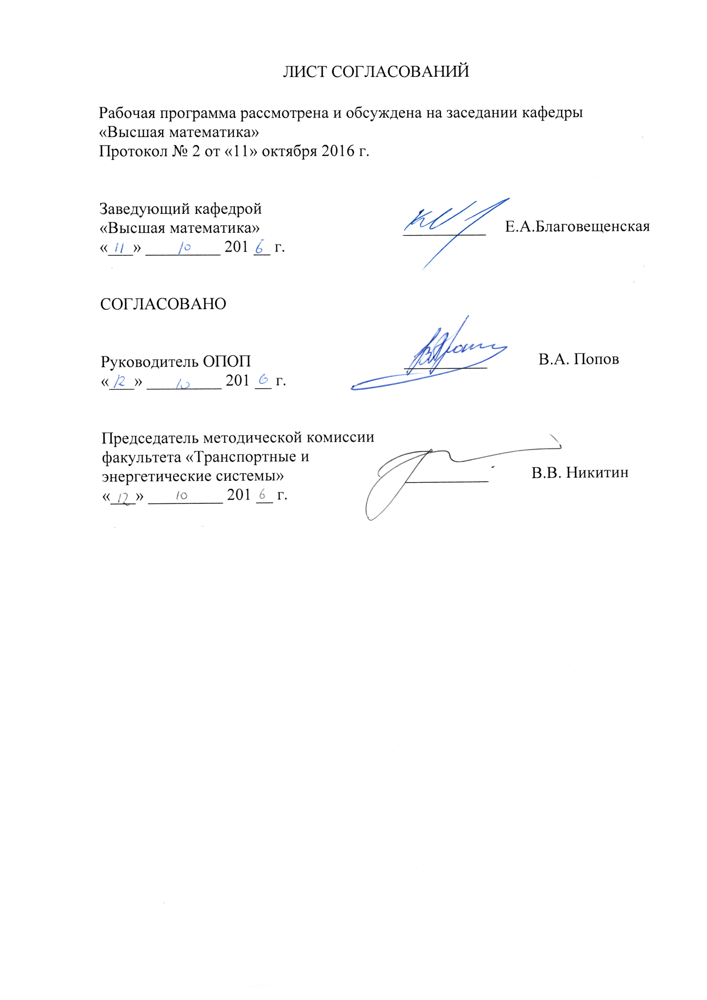 ЛИСТ СОГЛАСОВАНИЙ
Рабочая программа рассмотрена и обсуждена на заседании кафедры
«Высшая математика»
Протокол № 2 от «11» октября 2016 г.
Заведующий кафедрой
«Высшая математика» Е.А.Благовещенская
«11» 10 2016 г.
СОГЛАСОВАНО
Руководитель ОПОП В.А. Попов
«12» 10 2016 г.
Председатель методической комиссии
факультета «Транспортные и
энергетические системы» В.В. Никитин
«12» 10 2016 г.